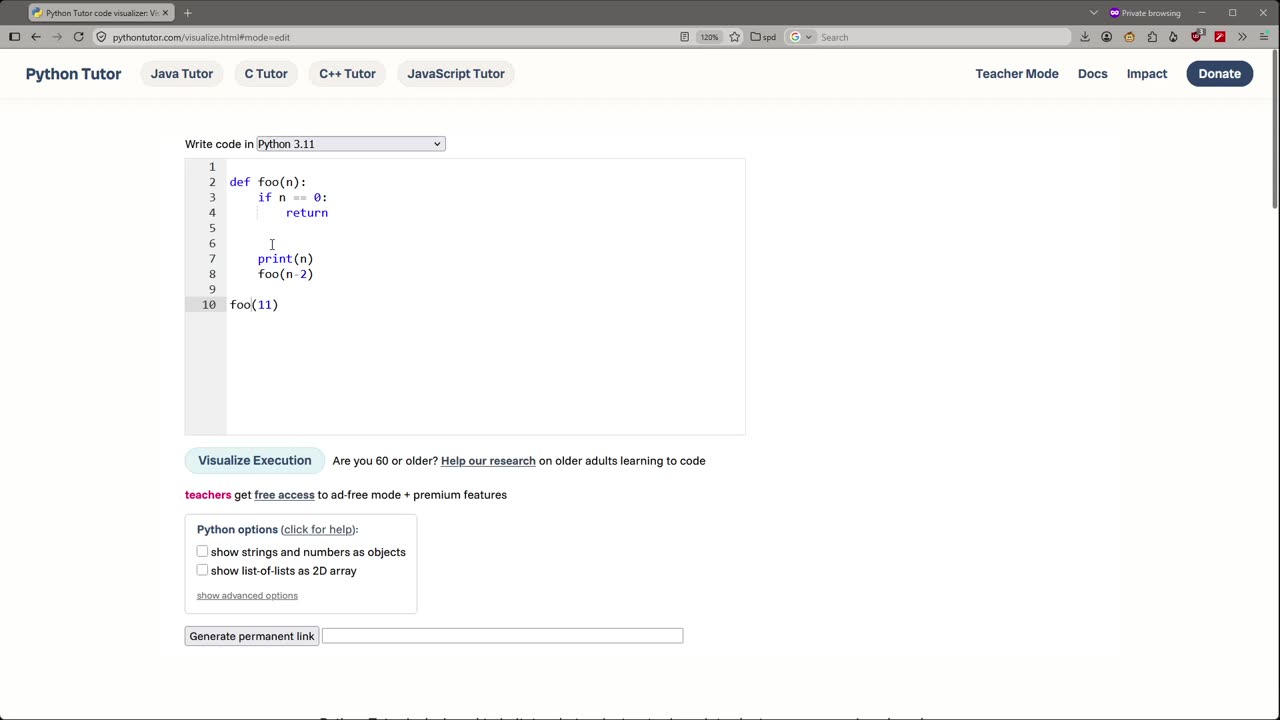 Python Tutor code visualizer: Vi
Private browsing
pythontutor.com/visualize.html#mode=edit
120%
spd
Search
Python Tutor
Java Tutor
C Tutor
C++ Tutor
JavaScript Tutor
Teacher Mode
Docs
Impact
Donate
Write code in Python 3.11
1
2 def foo(n):
3 if n == 0:
4 return
5
6
7 print(n)
8 foo(n-2)
9
10 foo(11)
Visualize Execution
Are you 60 or older? Help our research on older adults learning to code
teachers get free access to ad-free mode + premium features
Python options (click for help):
show strings and numbers as objects
show list-of-lists as 2D array
show advanced options
Generate permanent link